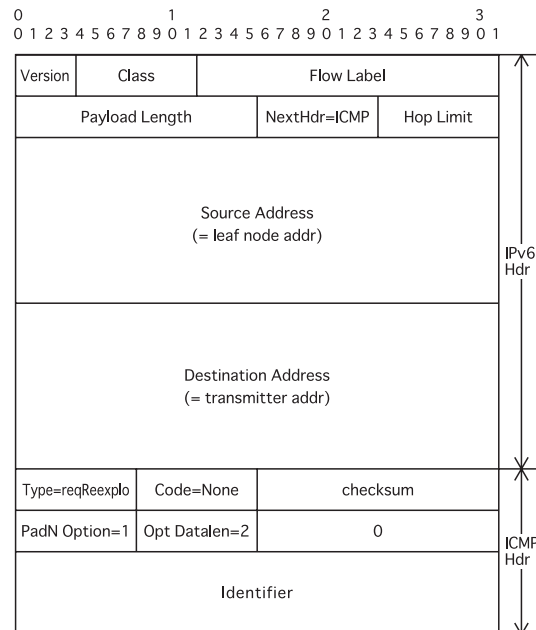 0 1 2 3
0 1 2 3 4 5 6 7 8 9 0 1 2 3 4 5 6 7 8 9 0 1 2 3 4 5 6 7 8 9 0 1
Version Class Flow Label
Payload Length NextHdr=ICMP Hop Limit
Source Address
(= leaf node addr)
IPv6
Hdr
Destination Address
(= transmitter addr)
Type=reqReexplo Code=None checksum
PadN Option=1 Opt Datalen=2 0
ICMP
Hdr
Identifier